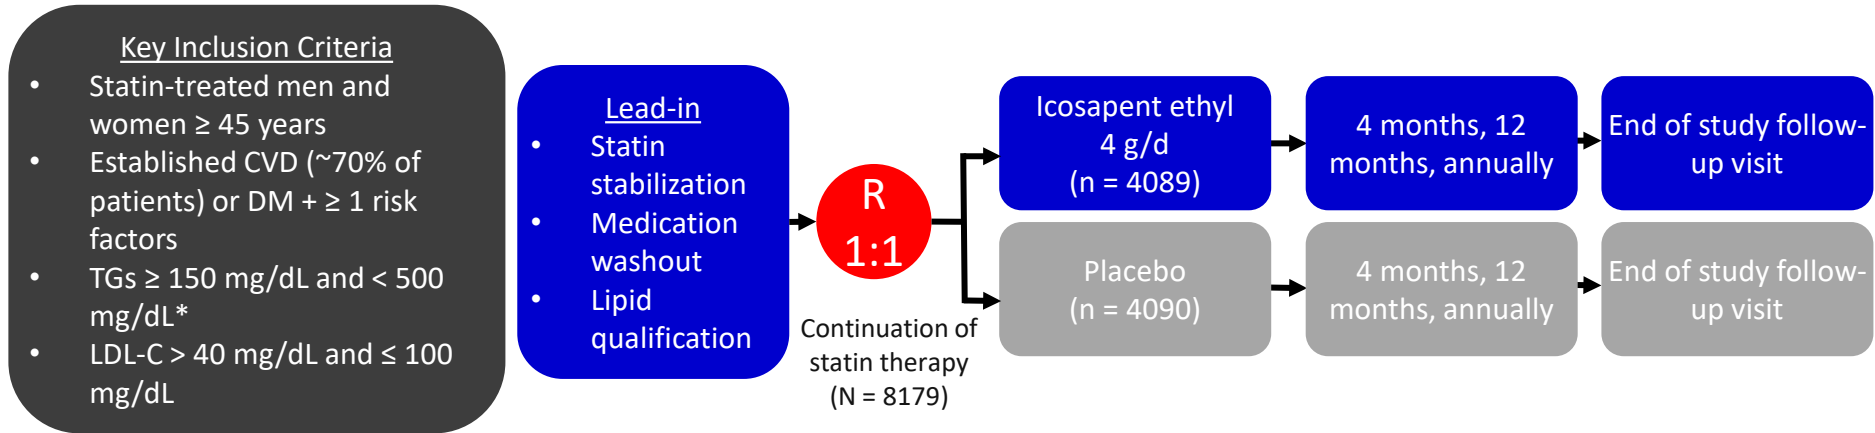 Key Inclusion Criteria
• Statin-treated men and
women ≥ 45 years
• Established CVD (~70% of
patients) or DM + ≥ 1 risk
factors
• TGs ≥ 150 mg/dL and < 500
mg/dL*
• LDL-C > 40 mg/dL and ≤ 100
mg/dL
Lead-in
• Statin
stabilization
• Medication
washout
• Lipid
qualification
R
1:1
Continuation of
statin therapy
(N = 8179)
Icosapent ethyl
4 g/d
(n = 4089)
4 months, 12
months, annually
End of study follow-
up visit
Placebo
(n = 4090)
4 months, 12
months, annually
End of study follow-
up visit